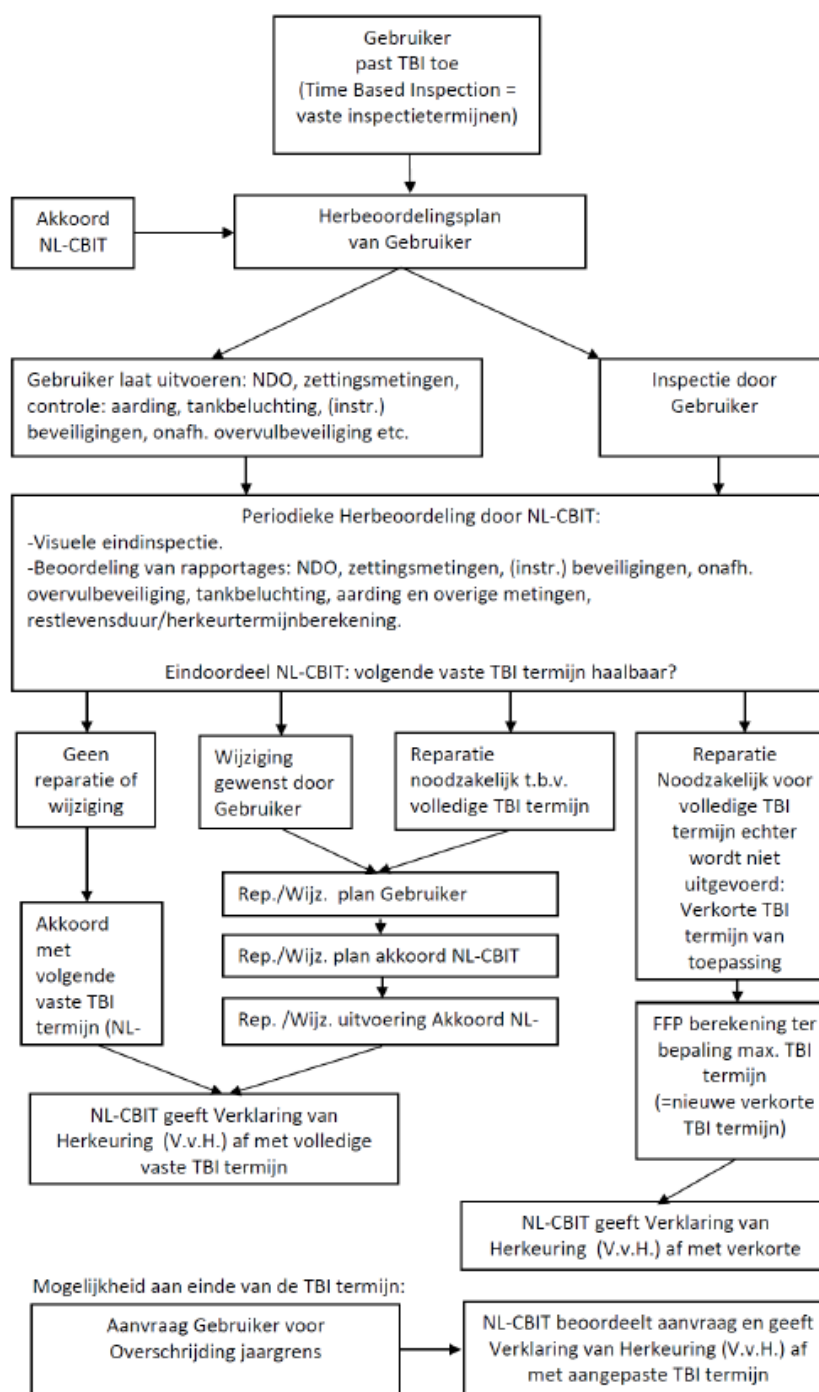 Gebruiker
past TBI toe
(Time Based Inspection =
vaste inspectietermijnen)
Akkoord
NL-CBIT
Herbeoordelingsplan
van Gebruiker
Gebruiker laat uitvoeren: NDO, zettingsmetingen,
controle: aarding, tankbeluchting, (instr.)
beveiligingen, onafh. overvulbeveiliging etc.
Inspectie door
Gebruiker
Periodieke Herbeoordeling door NL-CBIT:
-Visuele eindinspectie.
-Beoordeling van rapportages: NDO, zettingsmetingen, (instr.) beveiligingen, onafh.
overvulbeveiliging, tankbeluchting, aarding en overige metingen,
restlevensduur/herkeurtermijnberekening.
Eindoordeel NL-CBIT: volgende vaste TBI termijn haalbaar?
Geen
reparatie of
wijziging
Wijziging
gewenst door
Gebruiker
Reparatie
noodzakelijk t.b.v.
volledige TBI termijn
Reparatie
Noodzakelijk voor
volledige TBI
termijn echter
wordt niet
uitgevoerd:
Verkorte TBI
termijn van
toepassing
Akkoord
met
volgende
vaste TBI
termijn (NL-
Rep./Wijz. plan Gebruiker
Rep./Wijz. plan akkoord NL-CBIT
Rep. /Wijz. uitvoering Akkoord NL-
FFP berekening ter
bepaling max. TBI
termijn
(=nieuwe verkorte
TBI termijn)
NL-CBIT geeft Verklaring van
Herkeuring (V.v.H.) af met volledige
vaste TBI termijn
NL-CBIT geeft Verklaring van
Herkeuring (V.v.H.) af met verkorte
Mogelijkheid aan einde van de TBI termijn:
Aanvraag Gebruiker voor
Overschrijding jaargrens
NL-CBIT beoordeelt aanvraag en geeft
Verklaring van Herkeuring (V.v.H.) af
met aangepaste TBI termijn